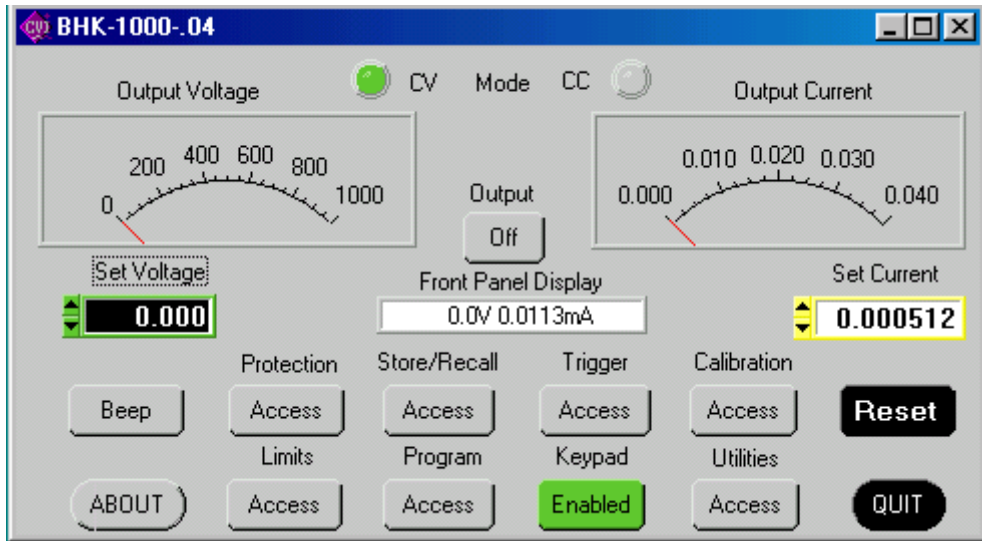 CVI BHK-1000-.04
CV Mode CC
Output Voltage
Output Current
0 200 400 600 800 1000
0.000 0.010 0.020 0.030 0.040
Output
Off
Set Voltage
Front Panel Display
Set Current
0.000
0.0V 0.0113mA
0.000512
Protection Store/Recall Trigger Calibration
Beep Access Access Access Access Reset
Limits Program Keypad Utilities
ABOUT Access Access Enabled Access QUIT